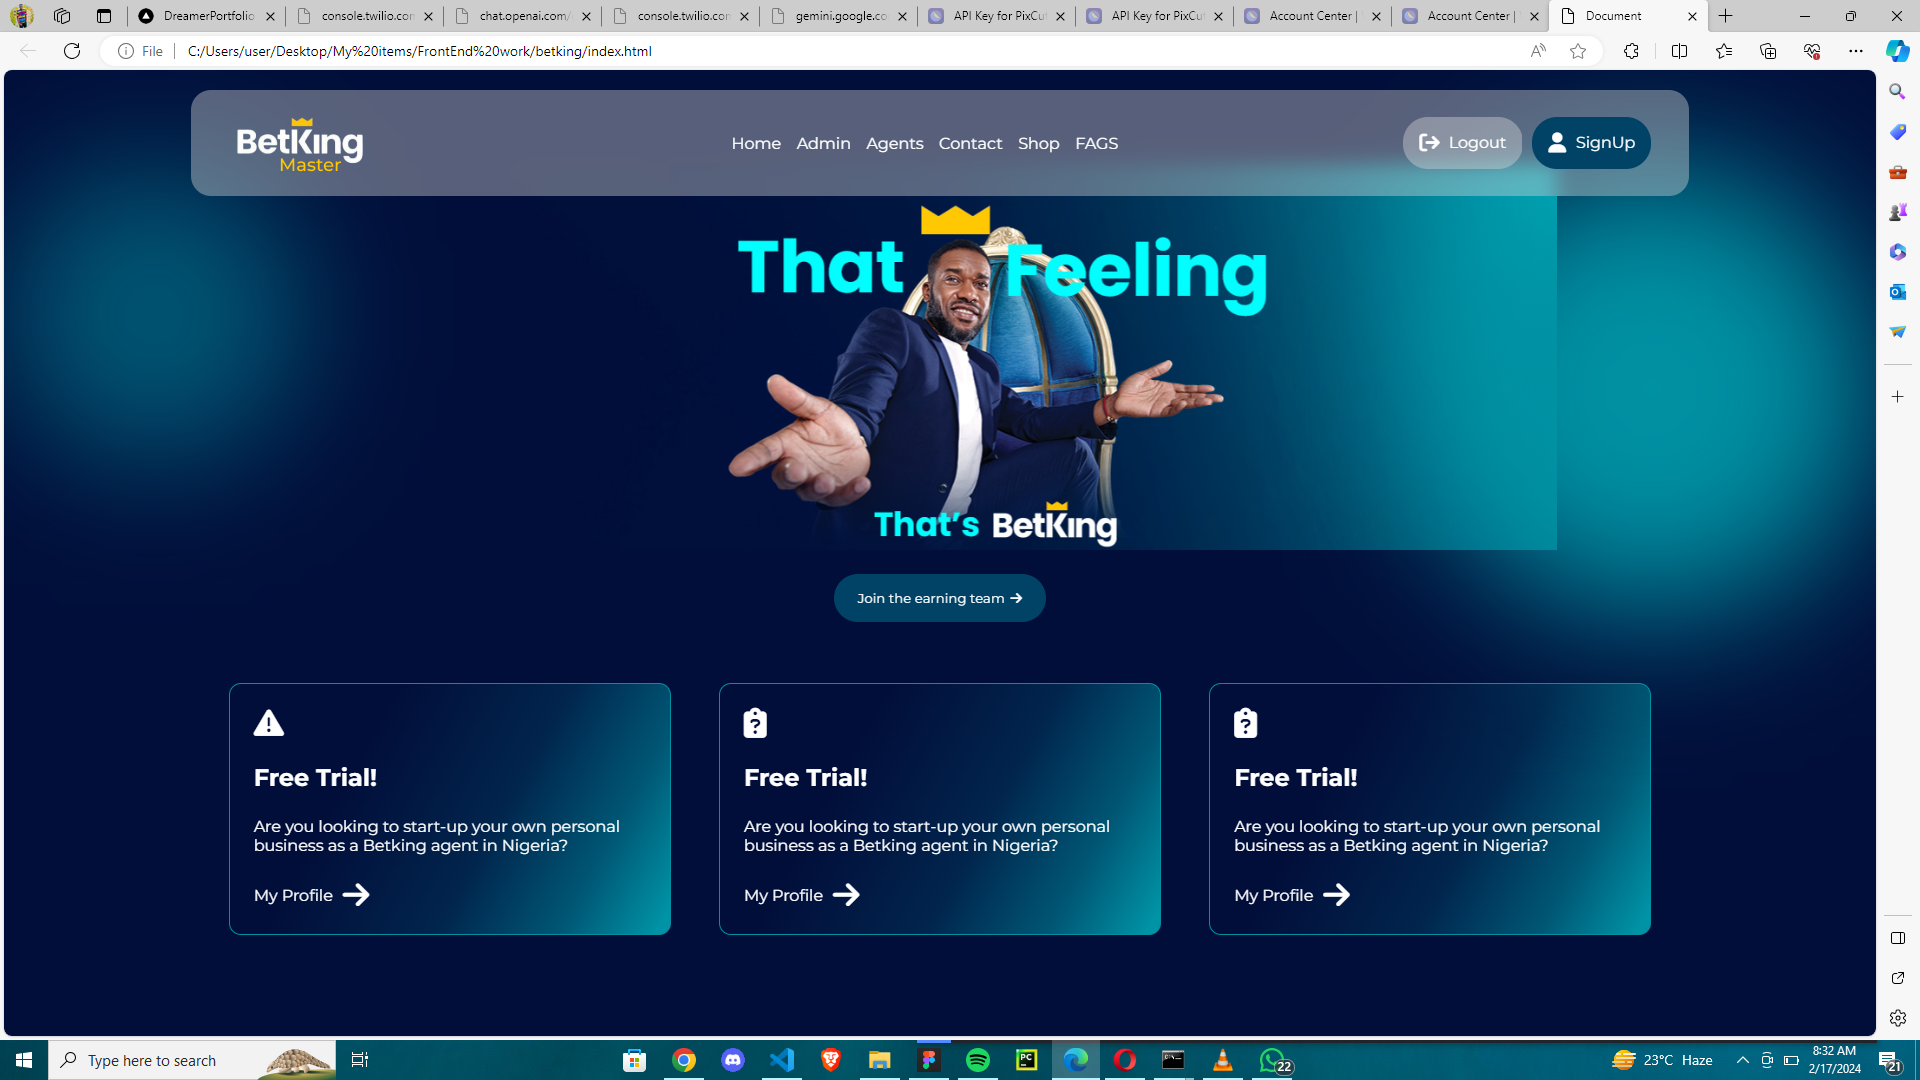 DreamerPortfolio
console.twilio.com
chat.openai.com/
console.twilio.com
gemini.google.co
API Key for PixCu
API Key for PixCu
Account Center |
Account Center |
Document
File
C:/Users/user/Desktop/My%20items/FrontEnd%20work/betking/index.html
BetKing
Master
Home
Admin
Agents
Contact
Shop
FAGS
Logout
SignUp
That Feeling
That's BetKing
Join the earning team
Free Trial!
Are you looking to start-up your own personal
business as a Betking agent in Nigeria?
My Profile
Free Trial!
Are you looking to start-up your own personal
business as a Betking agent in Nigeria?
My Profile
Free Trial!
Are you looking to start-up your own personal
business as a Betking agent in Nigeria?
My Profile
Type here to search
PC
22
23°C Haze
8:32 AM
2/17/2024
21